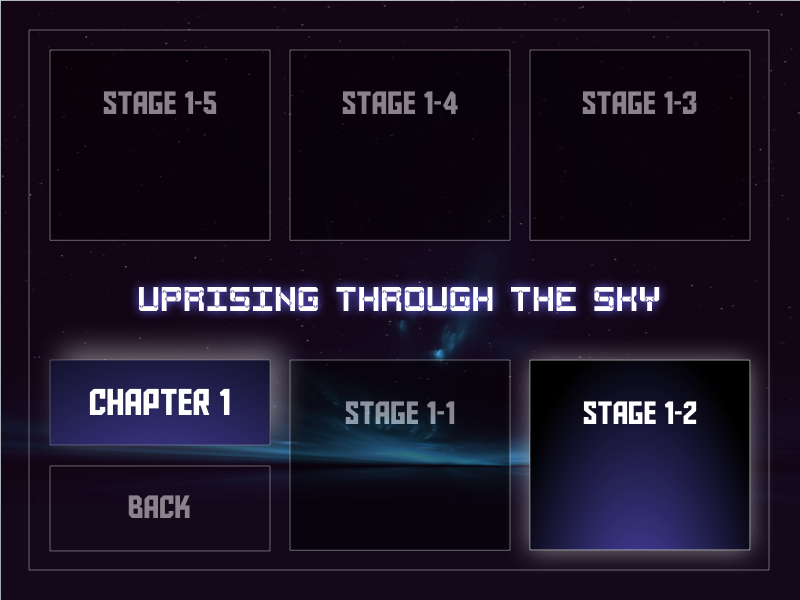 STAGE 1-5
STAGE 1-4
STAGE 1-3
UPRISING THROUGH THE SKY
CHAPTER 1
STAGE 1-1
STAGE 1-2
BACK